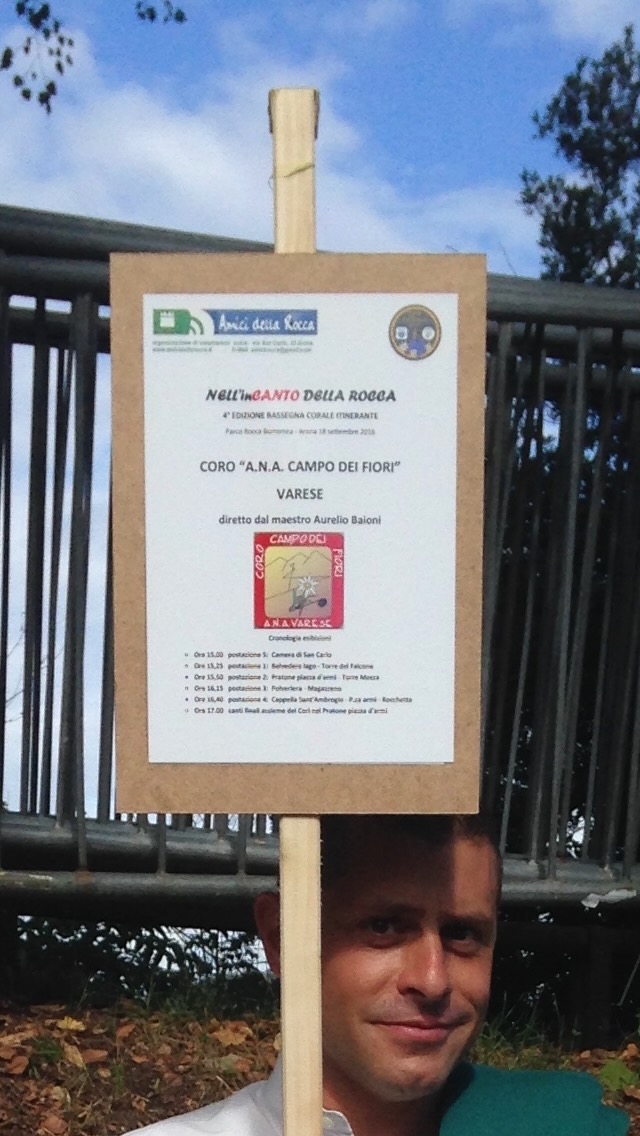 Amici della Rocca
NELL'inCANTO DELLA ROCCA
4° EDIZIONE RASSEGNA CORALE ITINERANTE
Parco Rocca Borromea - Arona 18 settembre 2016
CORO "A.N.A. CAMPO DEI FIORI"
VARESE
diretto dal maestro Aurelio Baioni
CORO CAMPO DEI FIORI
A.N.A. VARESE
Cronologia esibizioni
Ore 15,00 postazione 5: Camera di San Carlo
Ore 15,25 postazione 1: Belvedere lago - Torre del Falcone
Ore 15,50 postazione 2: Pratone piazza d'armi - Torre Mozza
Ore 16,15 postazione 3: Polveriera - Magazzeno
Ore 16,40 postazione 4: Cappella Sant'Ambrogio - P.za armi - Rocchetta
Ore 17.00 canti finali assieme dei Cori nel Pratone piazza d'armi